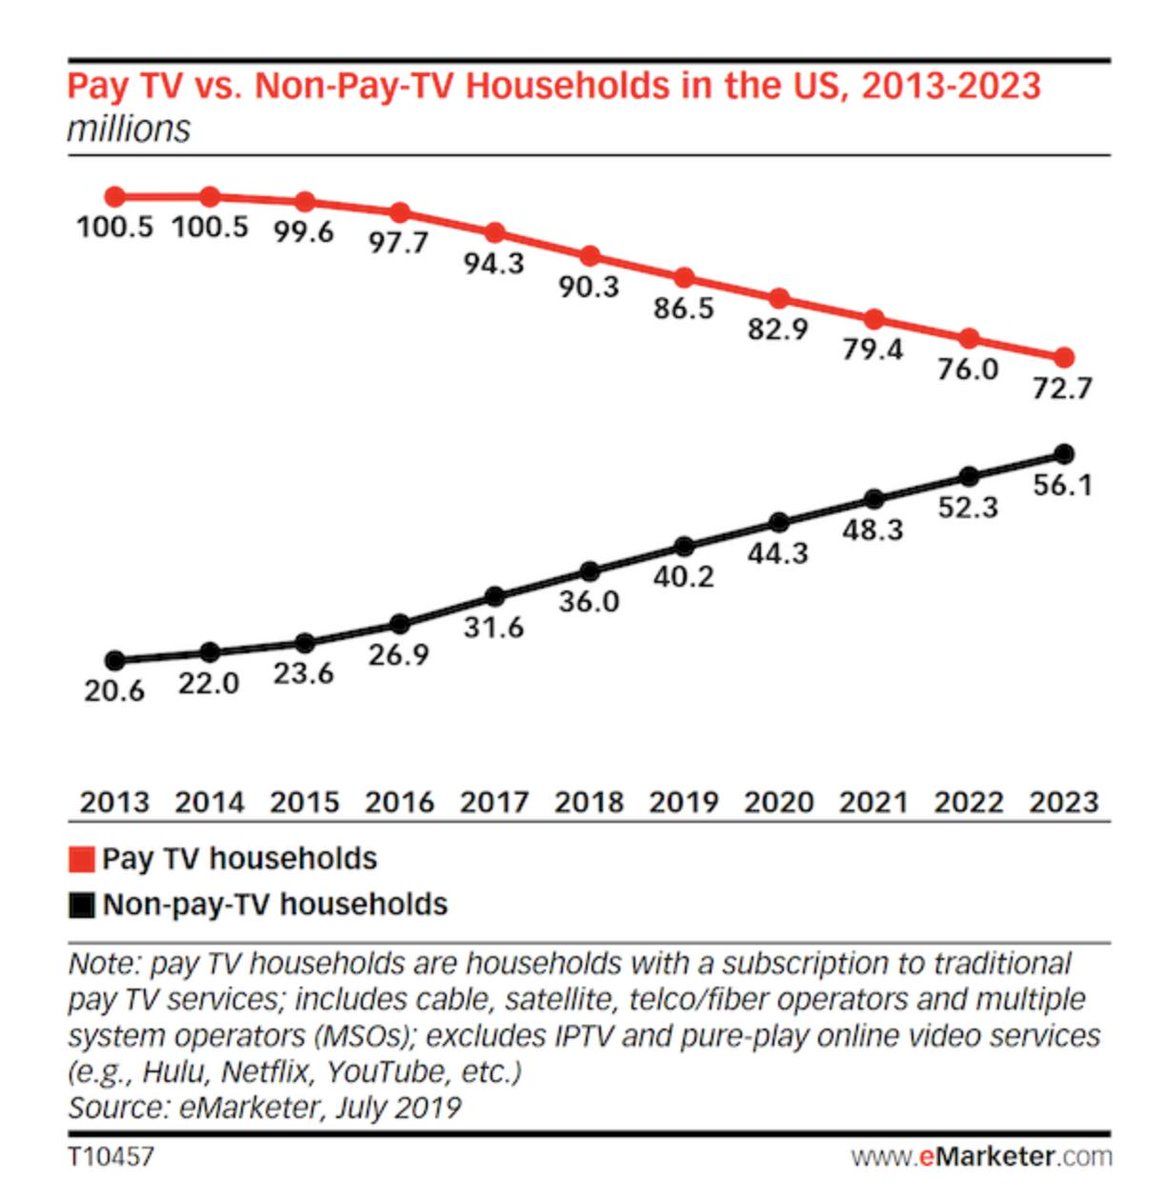 Pay TV vs. Non-Pay-TV Households in the US, 2013-2023
millions
100.5 100.5 99.6 97.7 94.3 90.3 86.5 82.9 79.4 76.0 72.7
20.6 22.0 23.6 26.9 31.6 36.0 40.2 44.3 48.3 52.3 56.1
2013 2014 2015 2016 2017 2018 2019 2020 2021 2022 2023
Pay TV households
Non-pay-TV households
Note: pay TV households are households with a subscription to traditional
pay TV services; includes cable, satellite, telco/fiber operators and multiple
system operators (MSOs); excludes IPTV and pure-play online video services
(e.g., Hulu, Netflix, YouTube, etc.)
Source: eMarketer, July 2019
T10457 www.eMarketer.com